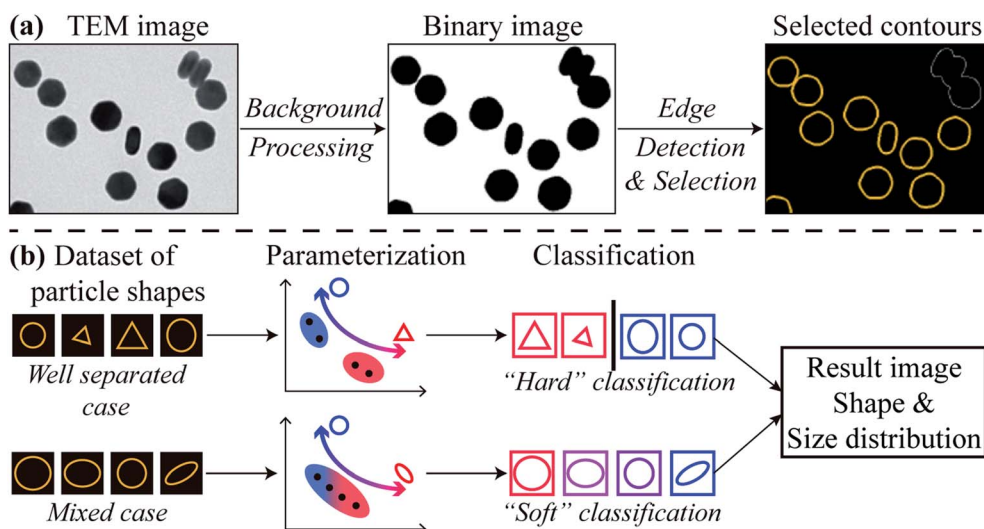 (a) TEM image
Binary image
Selected contours
Background
Processing
Edge
Detection
& Selection
(b) Dataset of
particle shapes
Parameterization
Classification
Well separated
case
"Hard" classification
Result image
Shape &
Size distribution
Mixed case
"Soft" classification